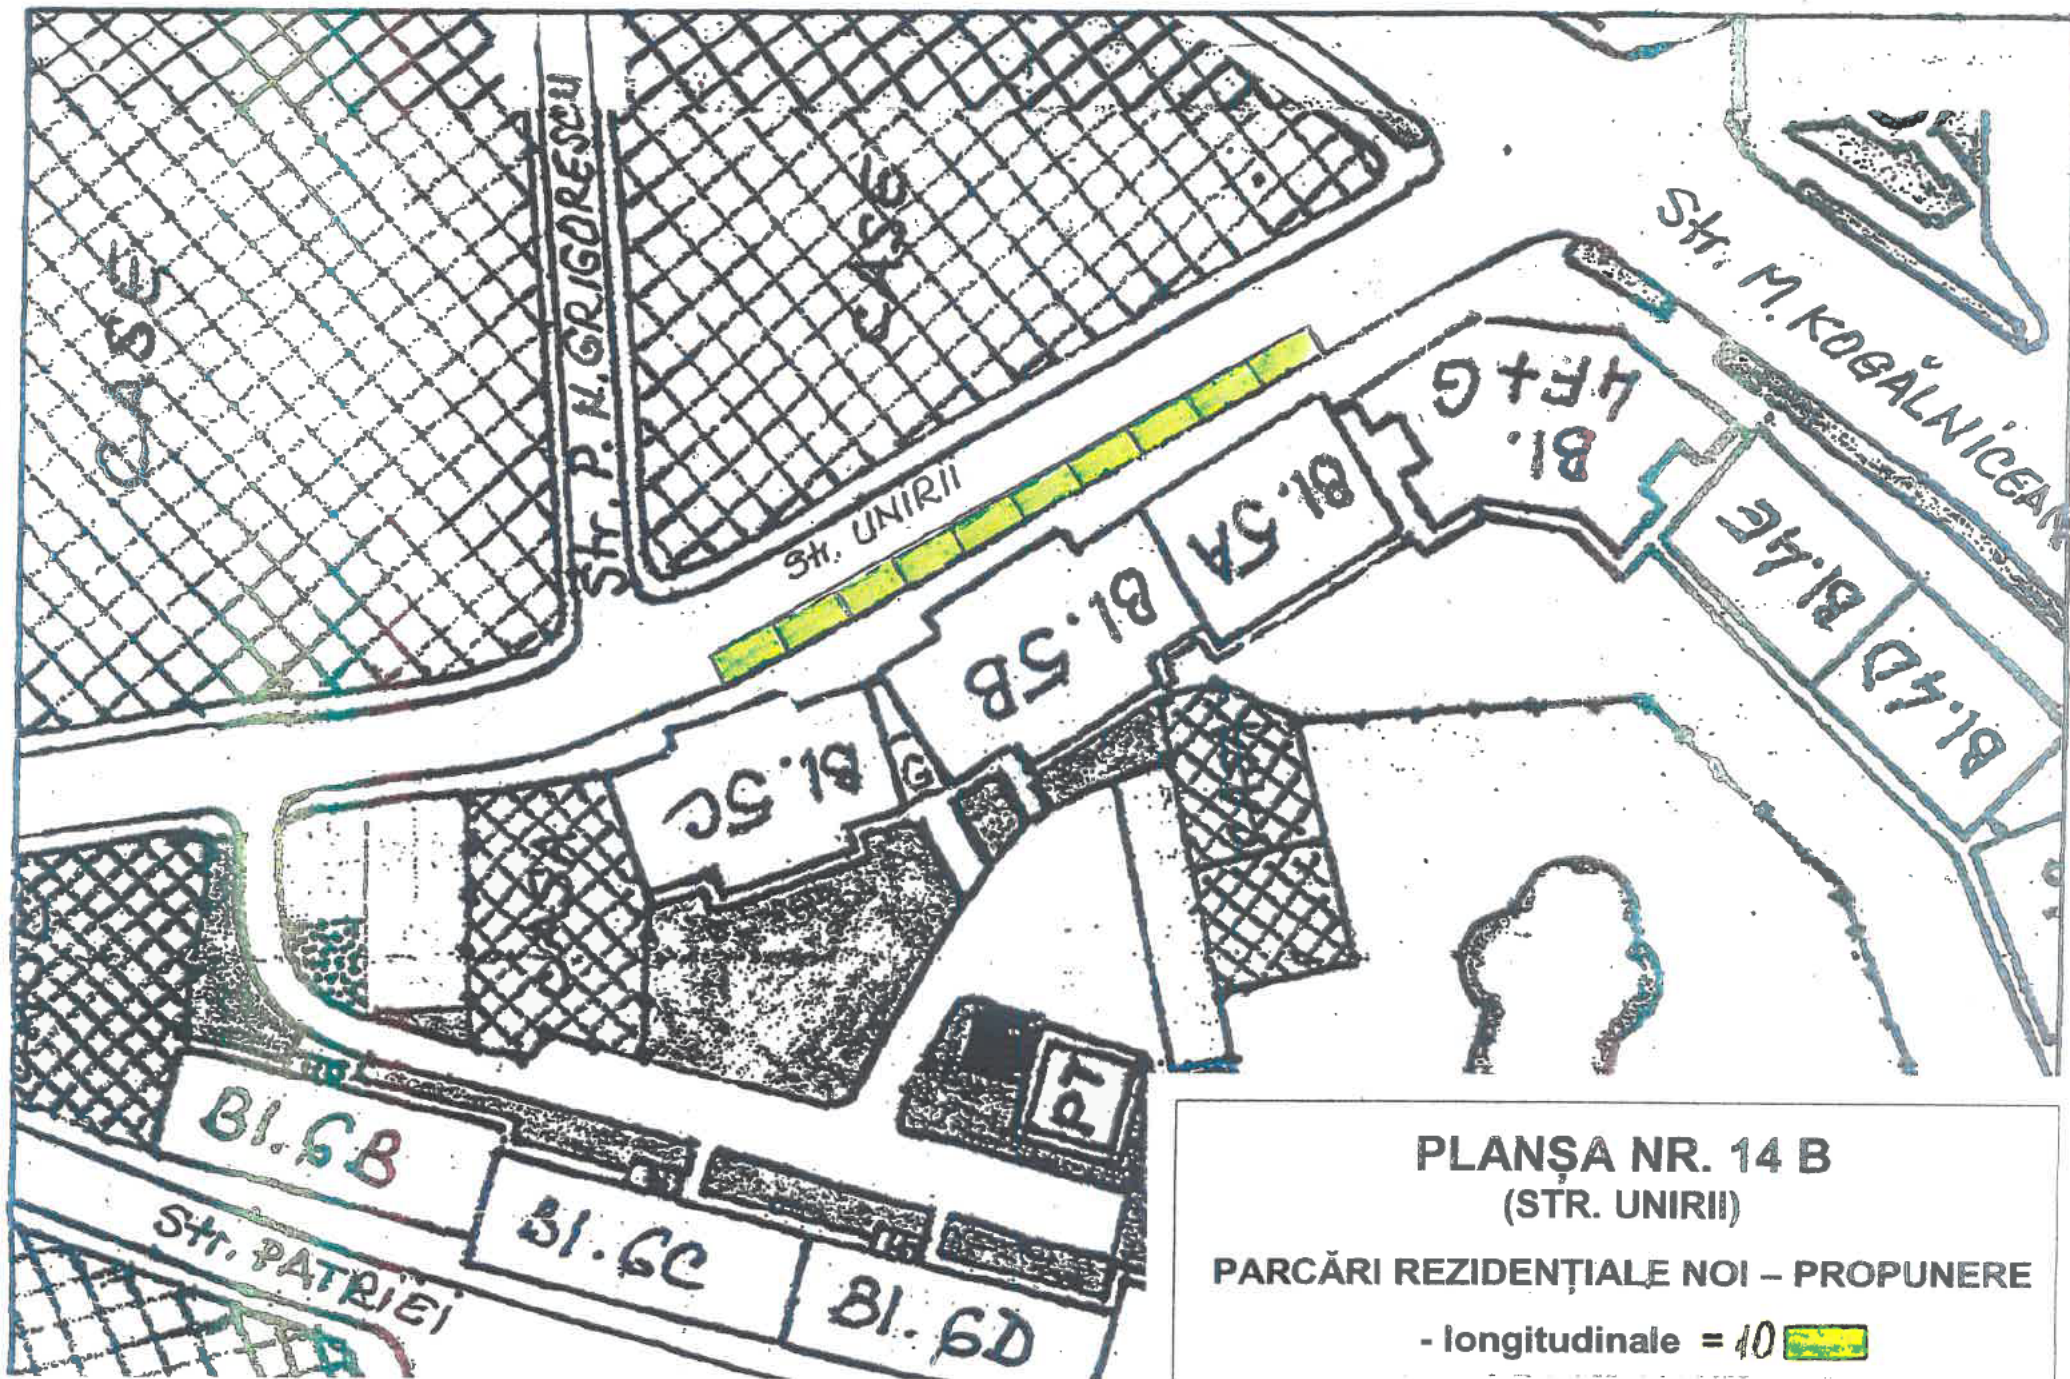 CASE
Str. P. N. GRIGORESCU
CASE
Str. UNIRII
Str. M. KOGĂLNICEAN
Bl. 4F+G
Bl. 4E
Bl. 4D
Bl. 5A
Bl. 5B
G
Bl. 5C
CASA
PT
Bl. 6B
Bl. 6C
Bl. 6D
Str. PATRIEI
PLANȘA NR. 14 B
(STR. UNIRII)
PARCĂRI REZIDENȚIALE NOI – PROPUNERE
- longitudinale = 10